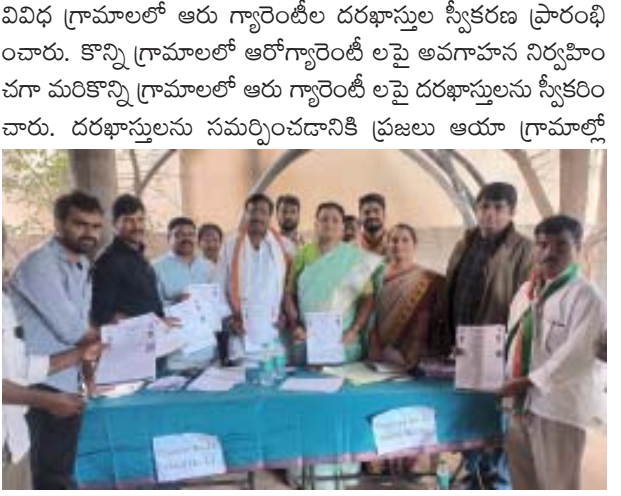 వివిధ గ్రామాలలో ఆరు గ్యారెంటీల దరఖాస్తుల స్వీకరణ ప్రారంభి
ంచారు. కొన్ని గ్రామాలలో ఆరోగ్యారెంటీ లపై అవగాహన నిర్వహిం
చగా మరికొన్ని గ్రామాలలో ఆరు గ్యారెంటీ లపై దరఖాస్తులను స్వీకరిం
చారు. దరఖాస్తులను సమర్పించడానికి ప్రజలు ఆయా గ్రామాల్లో